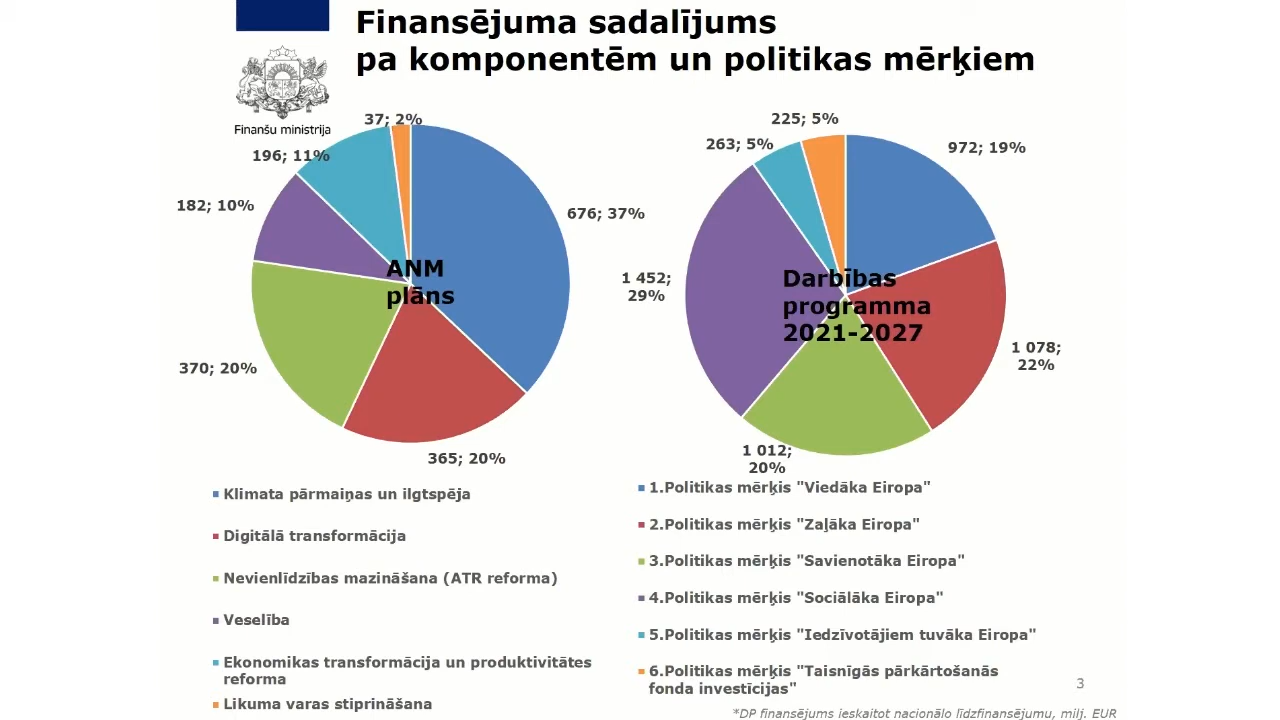 Finansējuma sadalījums
pa komponentēm un politikas mērķiem
Finanšu ministrija
37; 2%
196; 11%
182; 10%
676; 37%
370; 20%
365; 20%
ANM
plāns
225; 5%
263; 5%
972; 19%
1 452;
29%
1 078;
22%
1 012;
20%
Darbības
programma
2021-2027
Klimata pārmaiņas un ilgtspēja
Digitālā transformācija
Nevienlīdzības mazināšana (ATR reforma)
Veselība
Ekonomikas transformācija un produktivitātes
reforma
Likuma varas stiprināšana
1.Politikas mērķis "Viedāka Eiropa"
2.Politikas mērķis "Zaļāka Eiropa"
3.Politikas mērķis "Savienotāka Eiropa"
4.Politikas mērķis "Sociālāka Eiropa"
5.Politikas mērķis "Iedzīvotājiem tuvāka Eiropa"
6.Politikas mērķis "Taisnīgās pārkārtošanās
fonda investīcijas"
3
*DP finansējums ieskaitot nacionālo līdzfinansējumu, milj. EUR